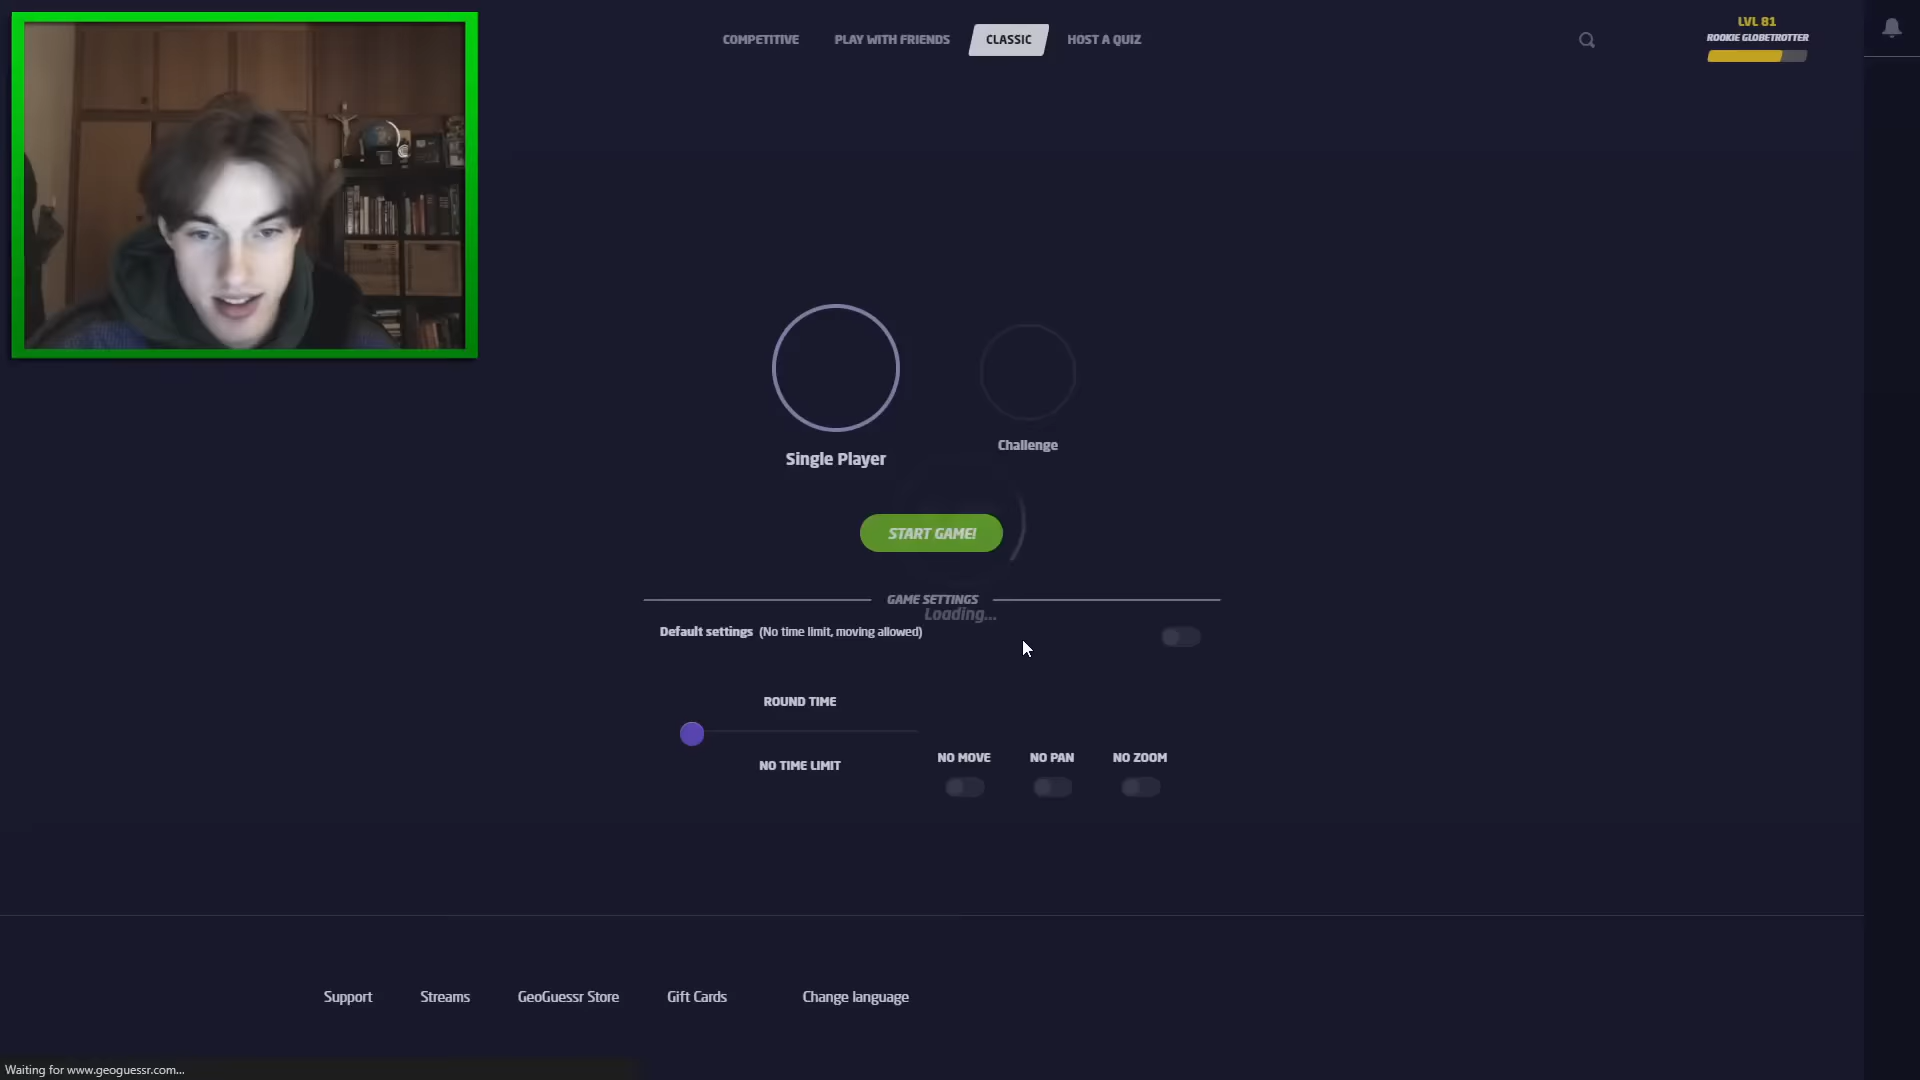 COMPETITIVE PLAY WITH FRIENDS CLASSIC HOST A QUIZ
LVL 81
ROOKIE GLOBETROTTER
Single Player
Challenge
START GAME!
GAME SETTINGS
Loading...
Default settings (No time limit, moving allowed)
ROUND TIME
NO TIME LIMIT
NO MOVE NO PAN NO ZOOM
Support Streams GeoGuessr Store Gift Cards Change language
Waiting for www.geoguessr.com...